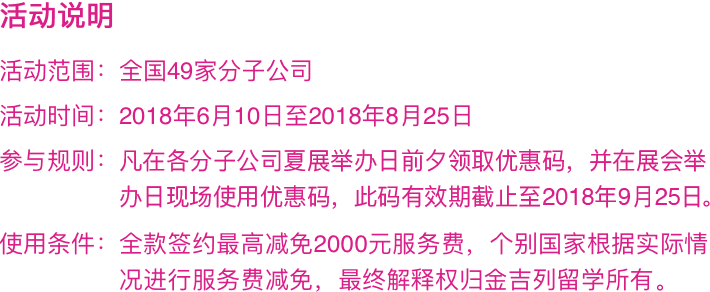 活动说明
活动范围：全国49家分子公司
活动时间：2018年6月10日至2018年8月25日
参与规则：凡在各分子公司夏展举办日前夕领取优惠码，并在展会举
办日现场使用优惠码，此码有效期截止至2018年9月25日。
使用条件：全款签约最高减免2000元服务费，个别国家根据实际情
况进行服务费减免，最终解释权归金吉列留学所有。